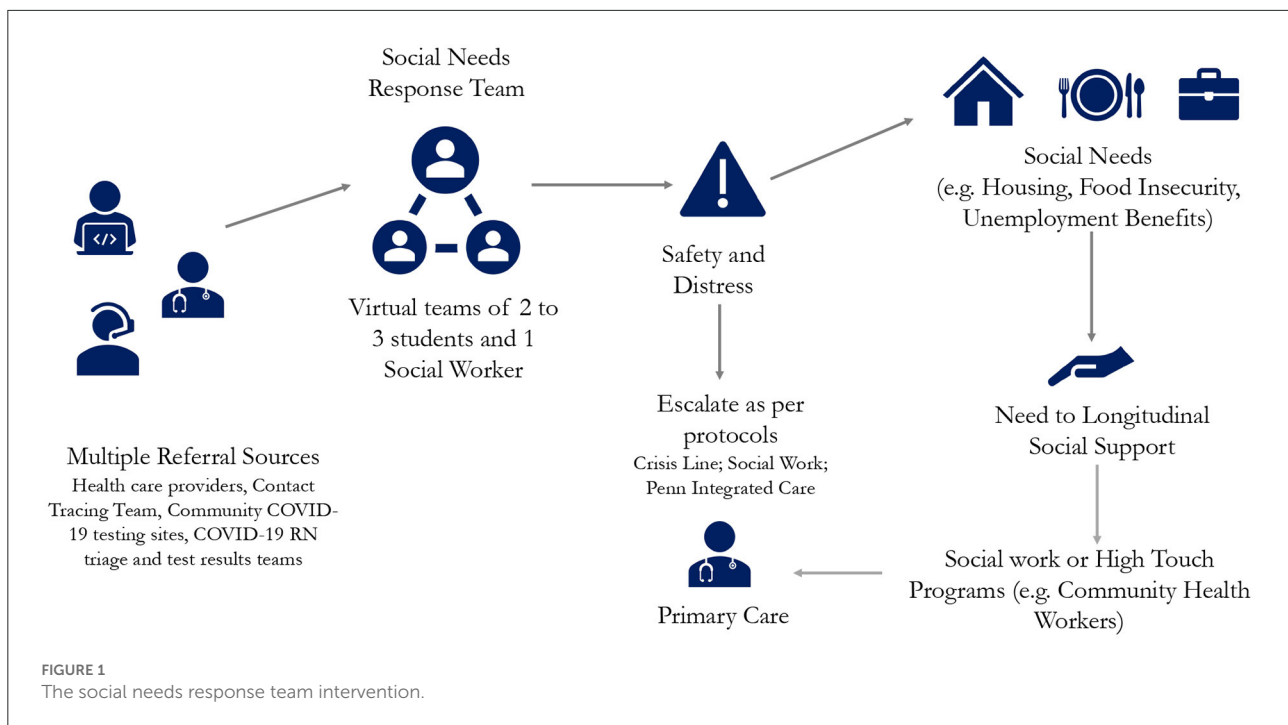 Social Needs
Response Team
Virtual teams of 2 to
3 students and 1
Social Worker
</>
Multiple Referral Sources
Health care providers, Contact
Tracing Team, Community COVID-
19 testing sites, COVID-19 RN
triage and test results teams
Safety and
Distress
Escalate as per
protocols
Crisis Line; Social Work;
Penn Integrated Care
Primary Care
Social Needs
(e.g. Housing, Food Insecurity,
Unemployment Benefits)
Need to Longitudinal
Social Support
Social work or High Touch
Programs (e.g. Community Health
Workers)
FIGURE 1
The social needs response team intervention.